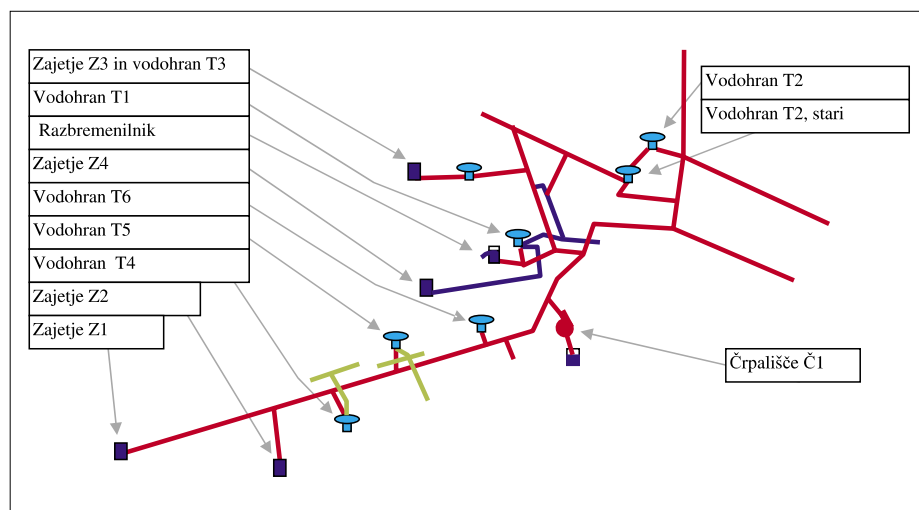 Zajetje Z3 in vodohran T3
Vodohran T1
Razbremenilnik
Zajetje Z4
Vodohran T6
Vodohran T5
Vodohran T4
Zajetje Z2
Zajetje Z1
Vodohran T2
Vodohran T2, stari
Črpališče Č1